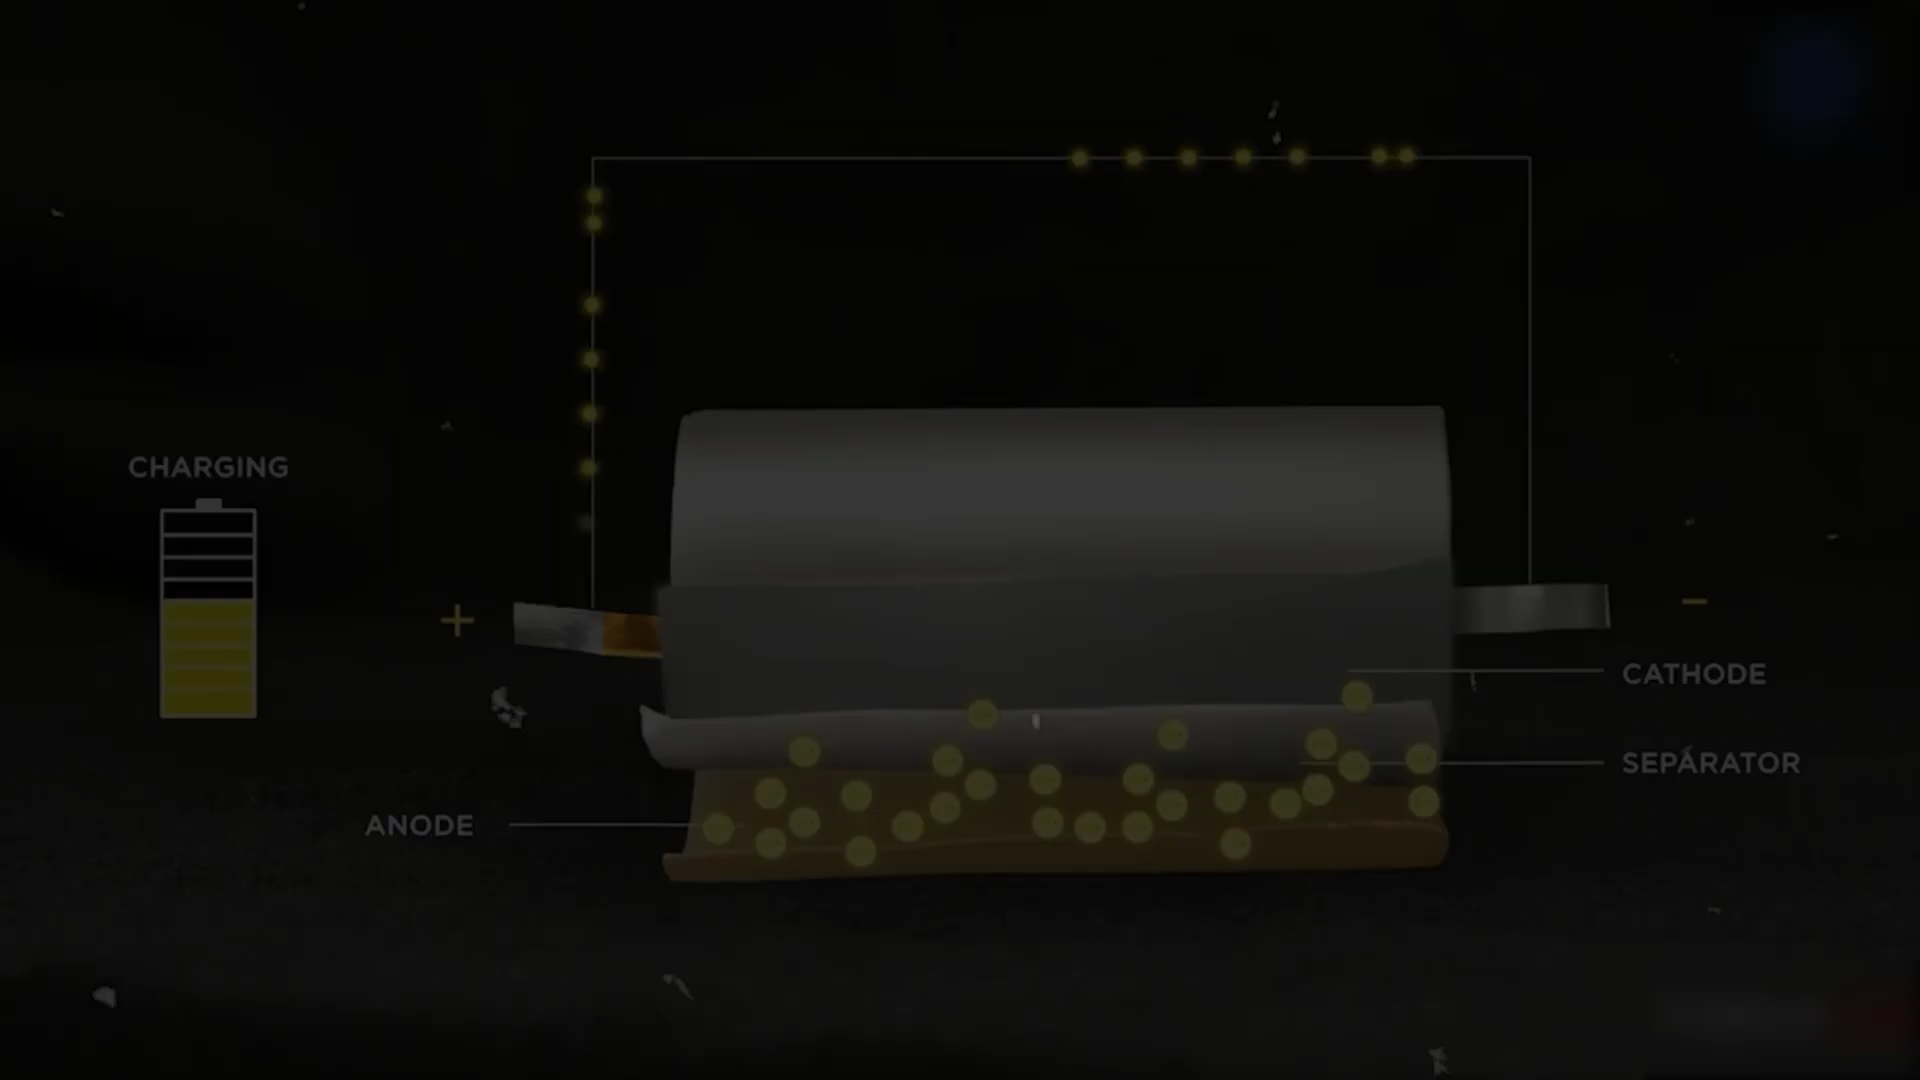 CHARGING
+
−
CATHODE
SEPARATOR
ANODE